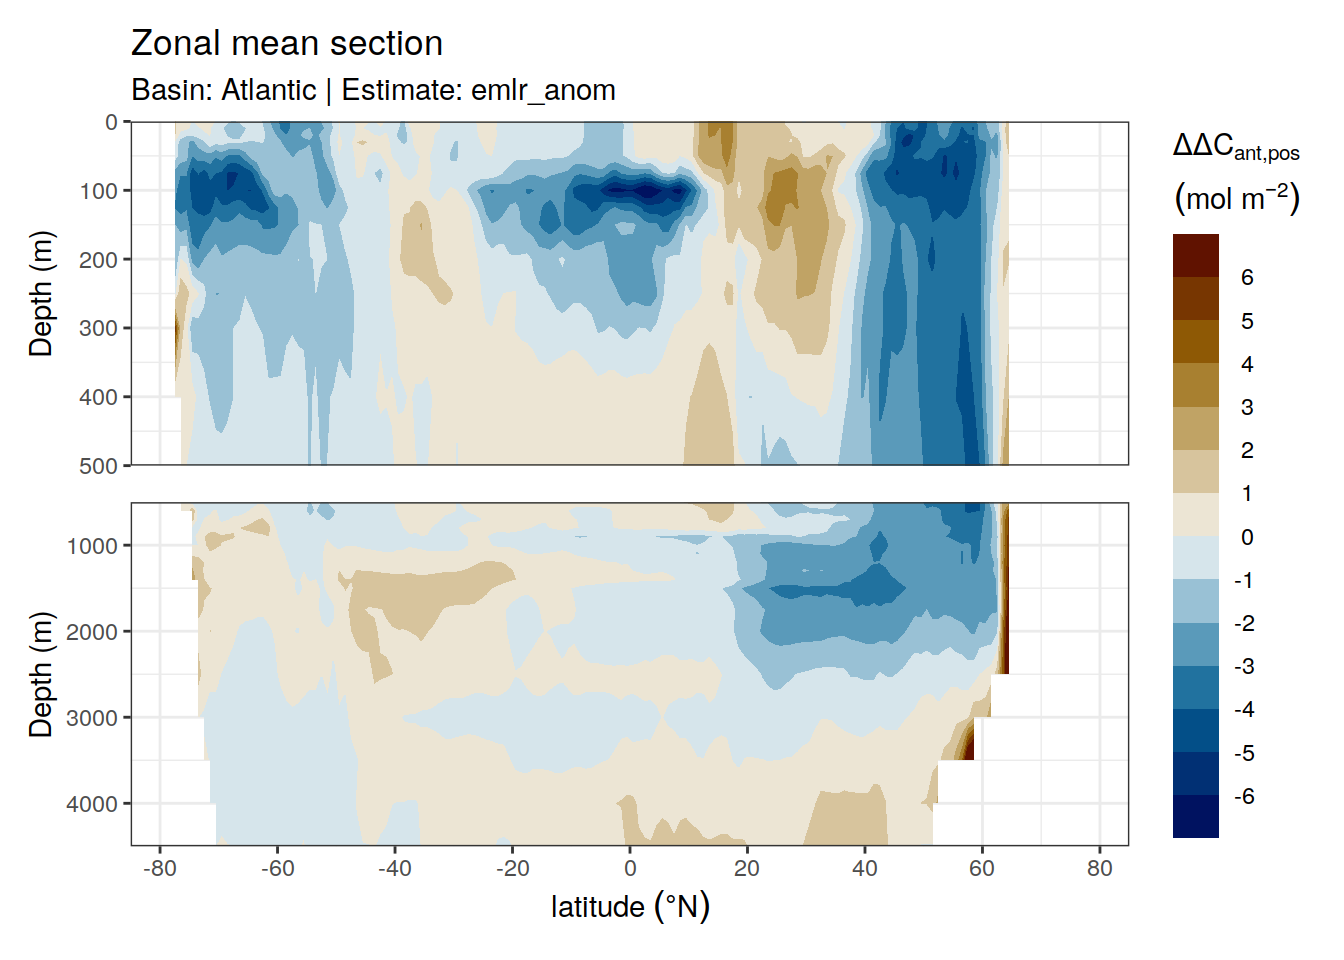 Zonal mean section
Basin: Atlantic | Estimate: emlr_anom
0
100
200
300
400
500
Depth (m)
1000
2000
3000
4000
Depth (m)
-80 -60 -40 -20 0 20 40 60 80
latitude (°N)
ΔΔC_ant,pos
(mol m⁻²)
6
5
4
3
2
1
0
-1
-2
-3
-4
-5
-6